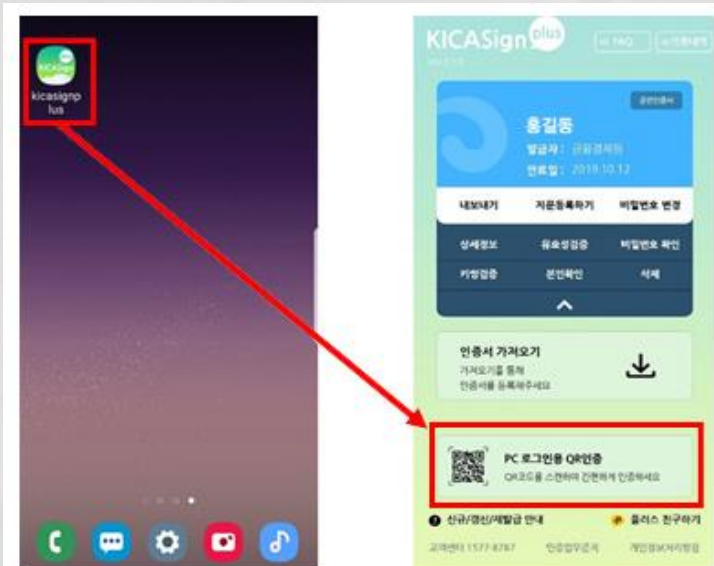 kicasignp
lus
KICASign plus
홍길동
발급자 : 금융결제원
만료일 : 2019.10.12
내보내기 지문등록하기 비밀번호 변경
상세정보 유효성검증 비밀번호 확인
키쌍검증 본인확인 삭제
인증서 가져오기
가져오기를 통해
인증서를 등록해주세요
PC 로그인용 QR인증
QR코드를 스캔하여 간편하게 인증하세요
신규/갱신/재발급 안내 플러스 친구하기
고객센터 1577-8787 인증업무준칙 개인정보처리방침